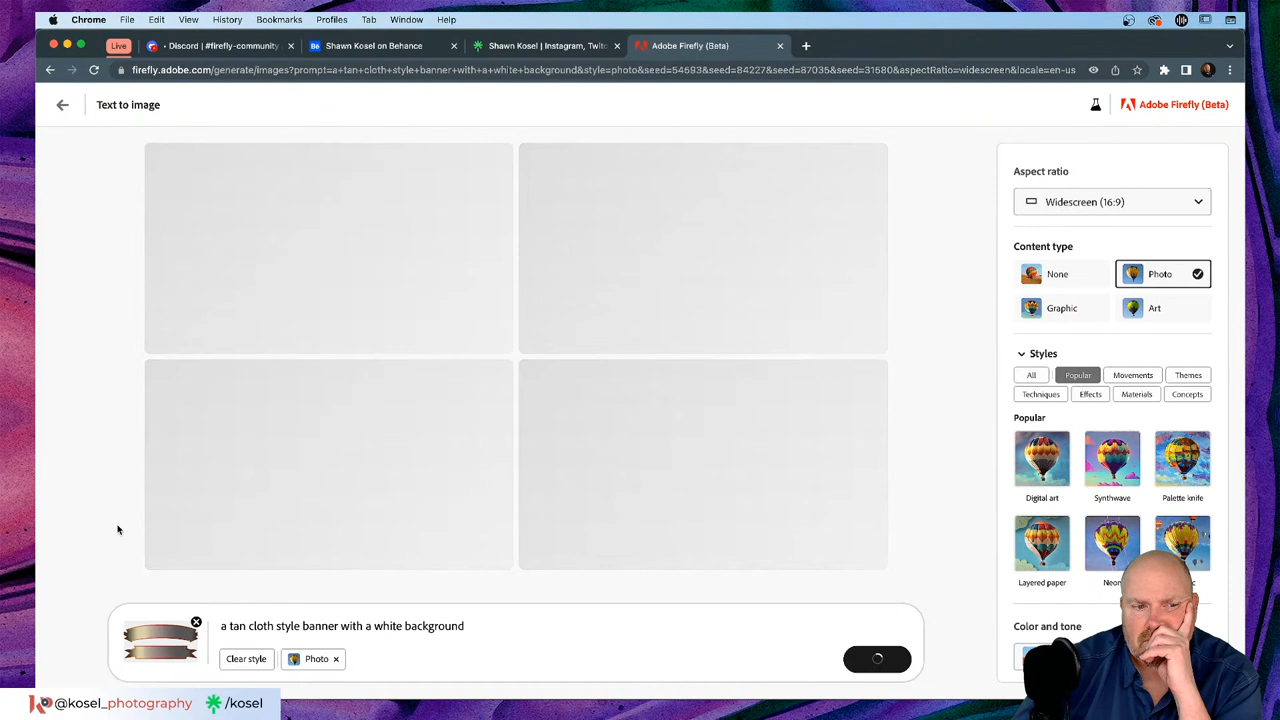 Chrome File Edit View History Bookmarks Profiles Tab Window Help
Live • Discord | #firefly-community Shawn Kosel on Behance Shawn Kosel | Instagram, Twitc Adobe Firefly (Beta)
firefly.adobe.com/generate/images?prompt=a+tan+cloth+style+banner+with+a+white+background&style=photo&seed=54693&seed=84227&seed=87035&seed=31580&aspectRatio=widescreen&locale=en-us
Text to image
Adobe Firefly (Beta)
Aspect ratio
Widescreen (16:9)
Content type
None Photo
Graphic Art
Styles
All Popular Movements Themes
Techniques Effects Materials Concepts
Popular
Digital art Synthwave Palette knife
Layered paper
Color and tone
a tan cloth style banner with a white background
Clear style Photo
@kosel_photography /kosel